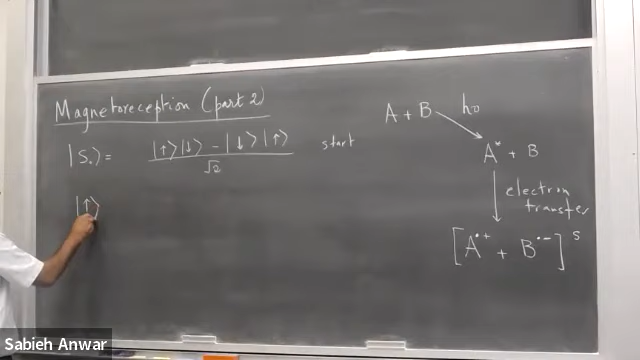 Magnetoreception (part 2)
|S₀⟩ = |↑⟩|↓⟩ - |↓⟩|↑⟩ / √2 start
|↑⟩
A + B hν
A* + B
electron
transfer
[A•+ + B•-]ˢ
Sabieh Anwar